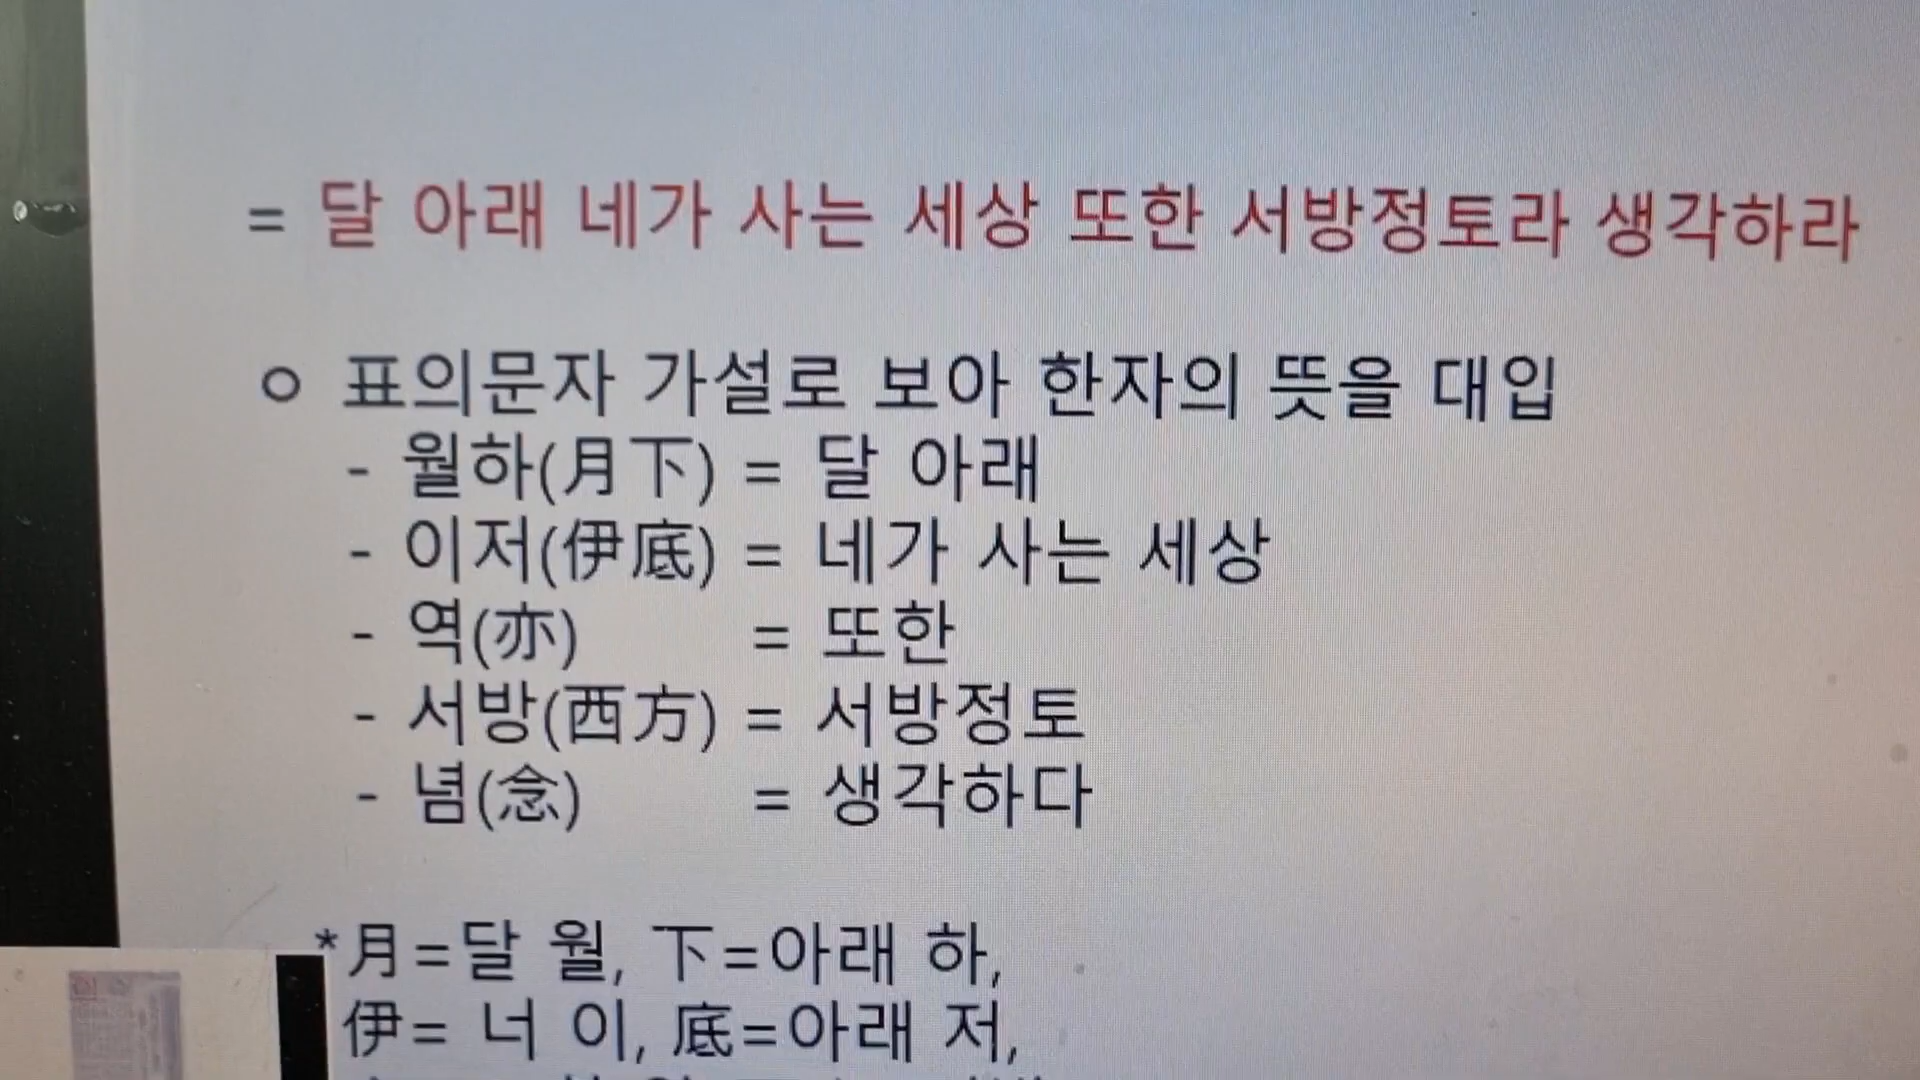 = 달 아래 네가 사는 세상 또한 서방정토라 생각하라
o 표의문자 가설로 보아 한자의 뜻을 대입
- 월하(月下) = 달 아래
- 이저(伊底) = 네가 사는 세상
- 역(亦) = 또한
- 서방(西方) = 서방정토
- 념(念) = 생각하다
*月=달 월, 下=아래 하,
伊= 너 이, 底=아래 저,